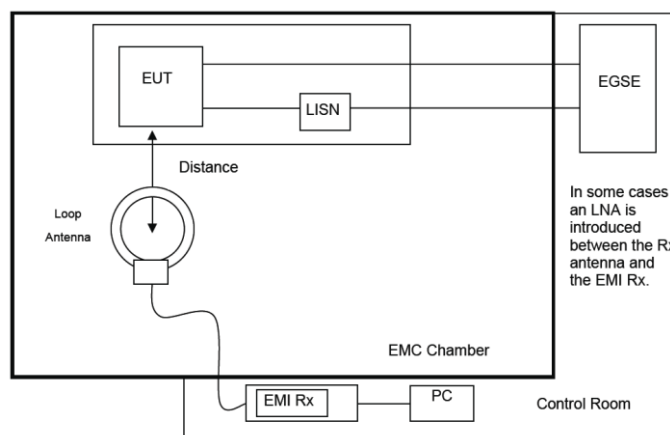 EUT
LISN
EGSE
Distance
Loop
Antenna
In some cases
an LNA is
introduced
between the Rx
antenna and
the EMI Rx.
EMC Chamber
EMI Rx
PC
Control Room